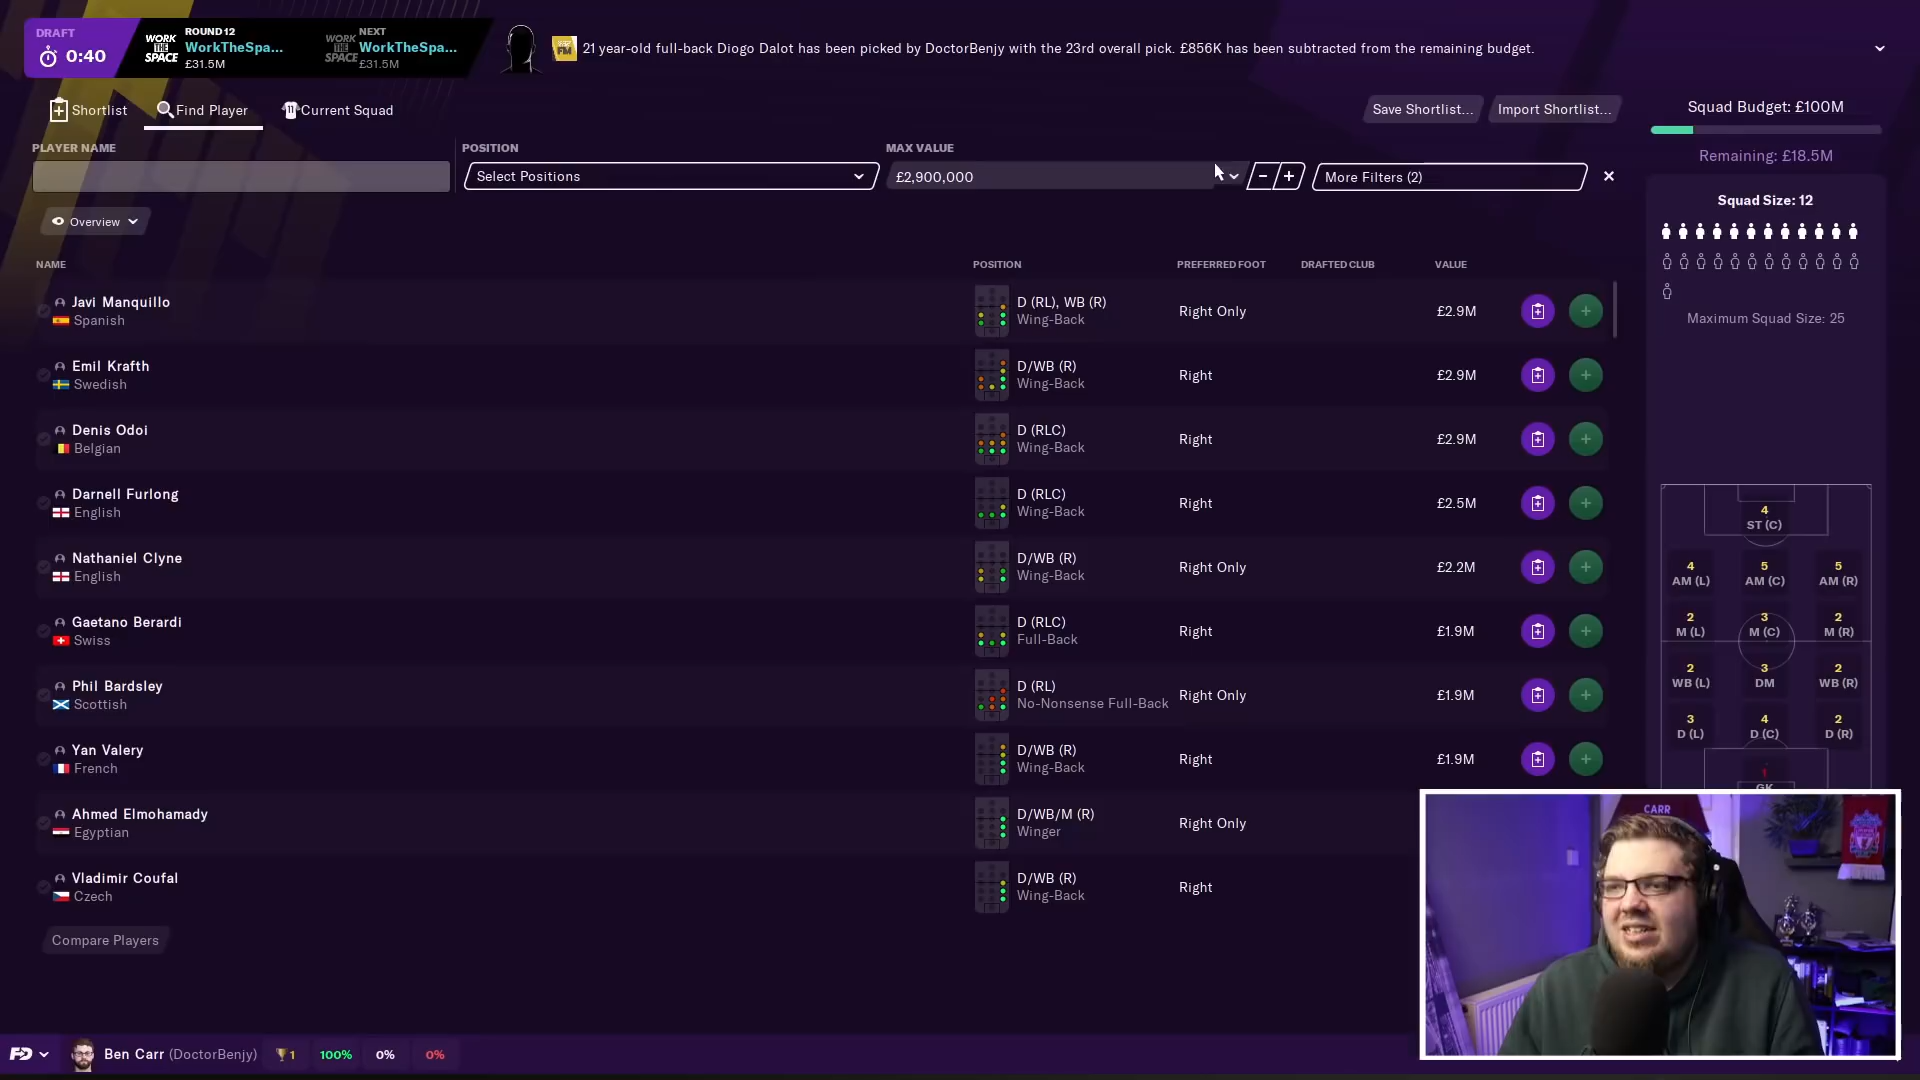 DRAFT
0:40
WORK THE SPACE
ROUND 12
WorkTheSpa...
£31.5M
WORK THE SPACE
NEXT
WorkTheSpa...
£31.5M
FM
21 year-old full-back Diogo Dalot has been picked by DoctorBenjy with the 23rd overall pick. £856K has been subtracted from the remaining budget.
Shortlist
Find Player
Current Squad
Save Shortlist...
Import Shortlist...
Squad Budget: £100M
Remaining: £18.5M
PLAYER NAME
POSITION
MAX VALUE
Select Positions
£2,900,000
More Filters (2)
Overview
NAME POSITION PREFERRED FOOT DRAFTED CLUB VALUE
Javi Manquillo D (RL), WB (R) Right Only £2.9M
Spanish Wing-Back
Emil Krafth D/WB (R) Right £2.9M
Swedish Wing-Back
Denis Odoi D (RLC) Right £2.9M
Belgian Wing-Back
Darnell Furlong D (RLC) Right £2.5M
English Wing-Back
Nathaniel Clyne D/WB (R) Right Only £2.2M
English Wing-Back
Gaetano Berardi D (RLC) Right £1.9M
Swiss Full-Back
Phil Bardsley D (RL) Right Only £1.9M
Scottish No-Nonsense Full-Back
Yan Valery D/WB (R) Right £1.9M
French Wing-Back
Ahmed Elmohamady D/WB/M (R) Right Only
Egyptian Winger
Vladimir Coufal D/WB (R) Right
Czech Wing-Back
Compare Players
Squad Size: 12
Maximum Squad Size: 25
4
ST (C)
4 5 5
AM (L) AM (C) AM (R)
2 3 2
M (L) M (C) M (R)
2 3 2
WB (L) DM WB (R)
3 4 2
D (L) D (C) D (R)
1
GK
CARR
FD
Ben Carr (DoctorBenjy) 1 100% 0% 0%